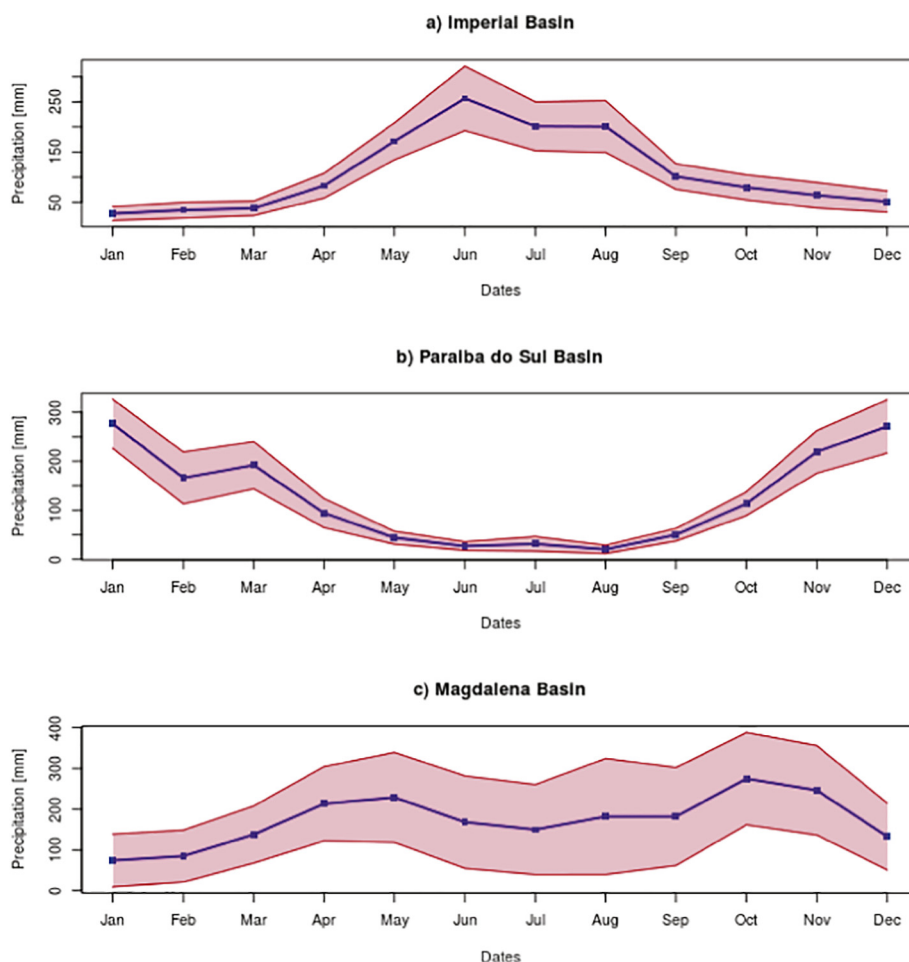 a) Imperial Basin
Precipitation [mm]
250
150
50
Jan Feb Mar Apr May Jun Jul Aug Sep Oct Nov Dec
Dates
b) Paraiba do Sul Basin
Precipitation [mm]
300
200
100
0
Jan Feb Mar Apr May Jun Jul Aug Sep Oct Nov Dec
Dates
c) Magdalena Basin
Precipitation [mm]
400
300
200
100
0
Jan Feb Mar Apr May Jun Jul Aug Sep Oct Nov Dec
Dates